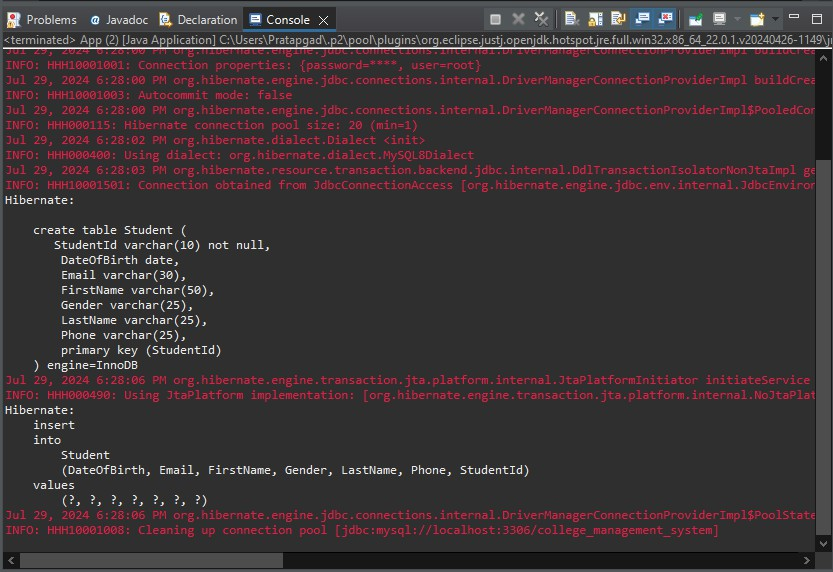 Problems Javadoc Declaration Console
<terminated> App (2) [Java Application] C:\Users\Pratapgad\.p2\pool\plugins\org.eclipse.justj.openjdk.hotspot.jre.full.win32.x86_64_22.0.1.v20240426-1149\jr
Jul 29, 2024 6:28:00 PM org.hibernate.engine.jdbc.connections.internal.DriverManagerConnectionProviderImpl buildCrea
INFO: HHH10001001: Connection properties: {password=****, user=root}
Jul 29, 2024 6:28:00 PM org.hibernate.engine.jdbc.connections.internal.DriverManagerConnectionProviderImpl buildCrea
INFO: HHH10001003: Autocommit mode: false
Jul 29, 2024 6:28:00 PM org.hibernate.engine.jdbc.connections.internal.DriverManagerConnectionProviderImpl$PooledCon
INFO: HHH000115: Hibernate connection pool size: 20 (min=1)
Jul 29, 2024 6:28:02 PM org.hibernate.dialect.Dialect <init>
INFO: HHH000400: Using dialect: org.hibernate.dialect.MySQL8Dialect
Jul 29, 2024 6:28:03 PM org.hibernate.resource.transaction.backend.jdbc.internal.DdlTransactionIsolatorNonJtaImpl ge
INFO: HHH10001501: Connection obtained from JdbcConnectionAccess [org.hibernate.engine.jdbc.env.internal.JdbcEnviron
Hibernate:
create table Student (
StudentId varchar(10) not null,
DateOfBirth date,
Email varchar(30),
FirstName varchar(50),
Gender varchar(25),
LastName varchar(25),
Phone varchar(25),
primary key (StudentId)
) engine=InnoDB
Jul 29, 2024 6:28:06 PM org.hibernate.engine.transaction.jta.platform.internal.JtaPlatformInitiator initiateService
INFO: HHH000490: Using JtaPlatform implementation: [org.hibernate.engine.transaction.jta.platform.internal.NoJtaPlat
Hibernate:
insert
into
Student
(DateOfBirth, Email, FirstName, Gender, LastName, Phone, StudentId)
values
(?, ?, ?, ?, ?, ?, ?)
Jul 29, 2024 6:28:06 PM org.hibernate.engine.jdbc.connections.internal.DriverManagerConnectionProviderImpl$PoolState
INFO: HHH10001008: Cleaning up connection pool [jdbc:mysql://localhost:3306/college_management_system]